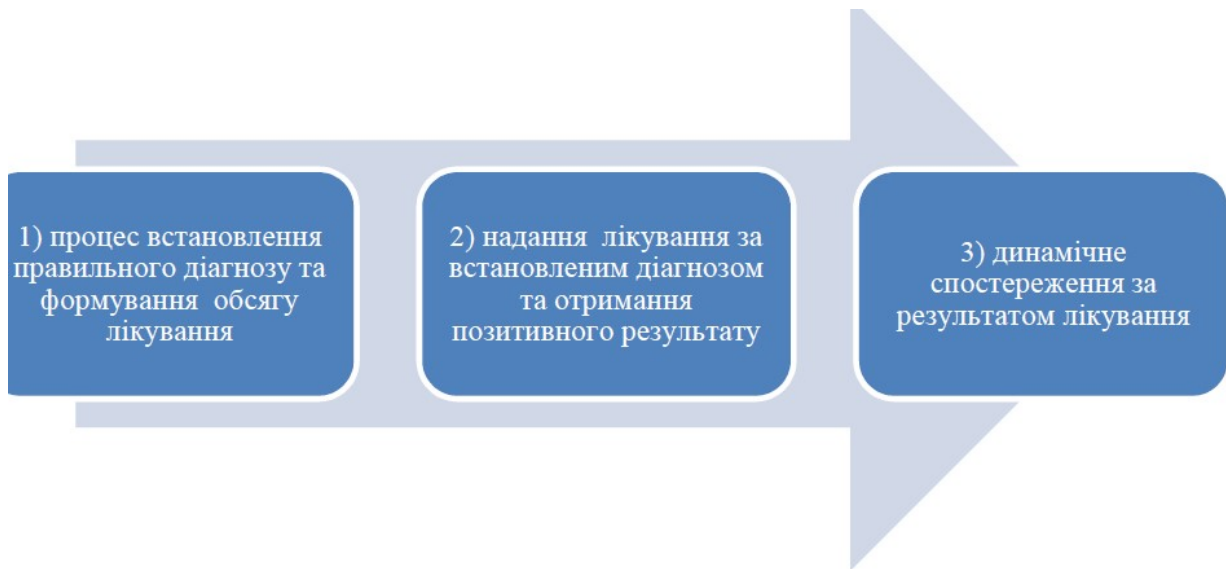 1) процес встановлення
правильного діагнозу та
формування обсягу
лікування
2) надання лікування за
встановленим діагнозом
та отримання
позитивного результату
3) динамічне
спостереження за
результатом лікування